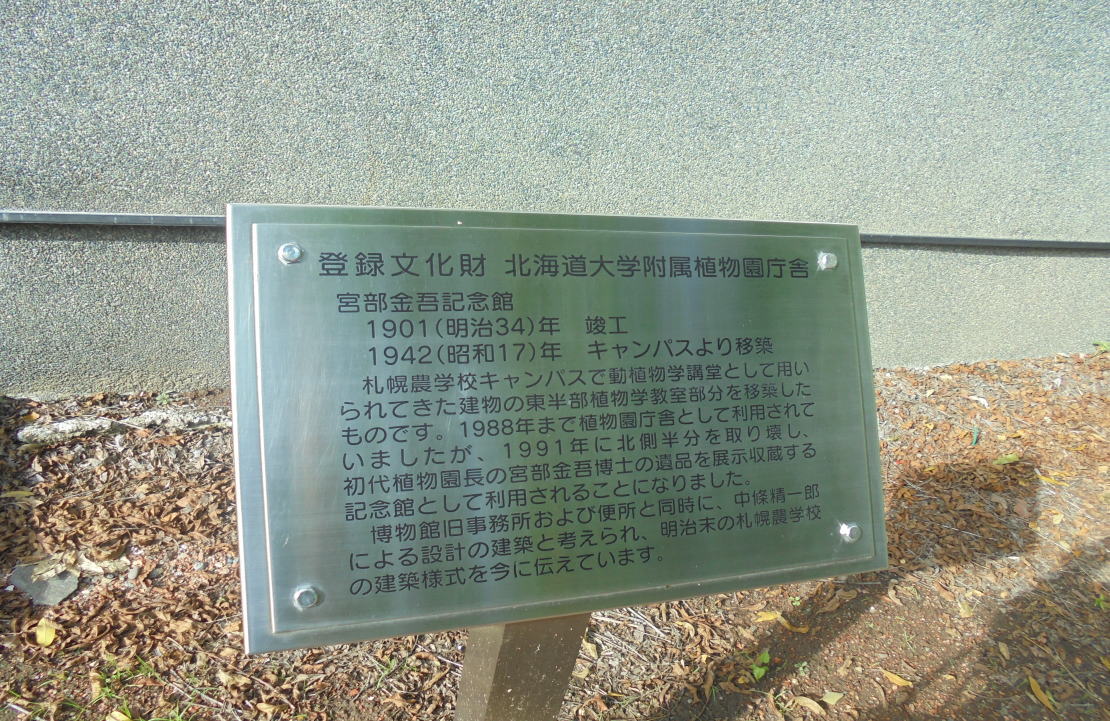 登録文化財 北海道大学附属植物園庁舎
宮部金吾記念館
1901(明治34)年 竣工
1942(昭和17)年 キャンパスより移築
札幌農学校キャンパスで動植物学講堂として用い
られてきた建物の東半部植物学教室部分を移築した
ものです。1988年まで植物園庁舎として利用されて
いましたが、1991年に北側半分を取り壊し、
初代植物園長の宮部金吾博士の遺品を展示収蔵する
記念館として利用されることになりました。
博物館旧事務所および便所と同時に、中條精一郎
による設計の建築と考えられ、明治末の札幌農学校
の建築様式を今に伝えています。